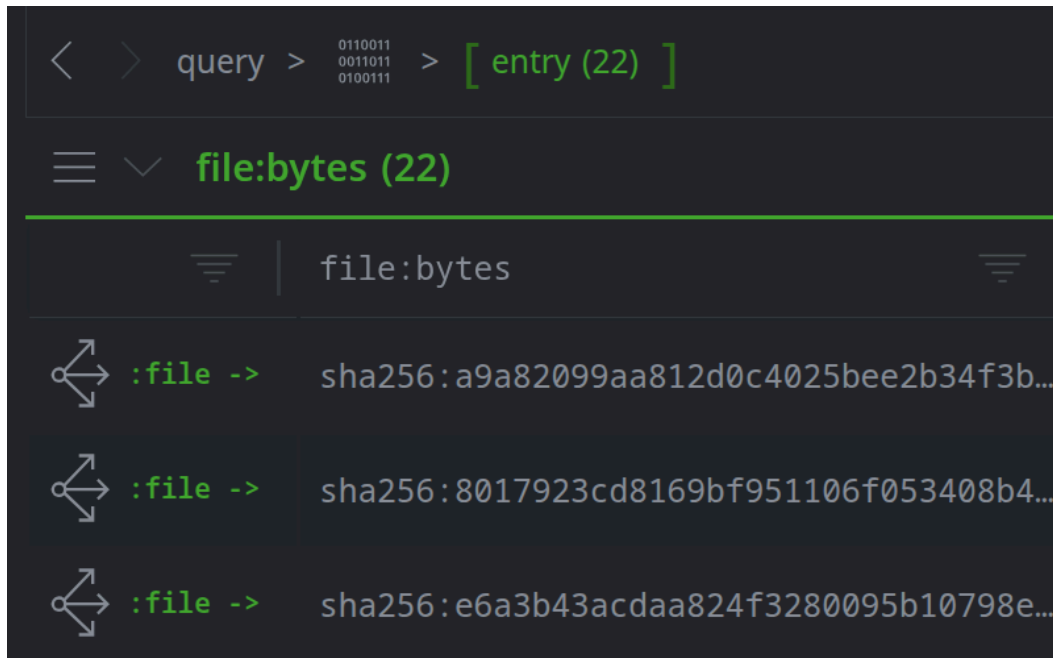 query > 0110011 0011011 0100111 > [ entry (22) ]
file:bytes (22)
file:bytes
:file -> sha256:a9a82099aa812d0c4025bee2b34f3b…
:file -> sha256:8017923cd8169bf951106f053408b4…
:file -> sha256:e6a3b43acdaa824f3280095b10798e…